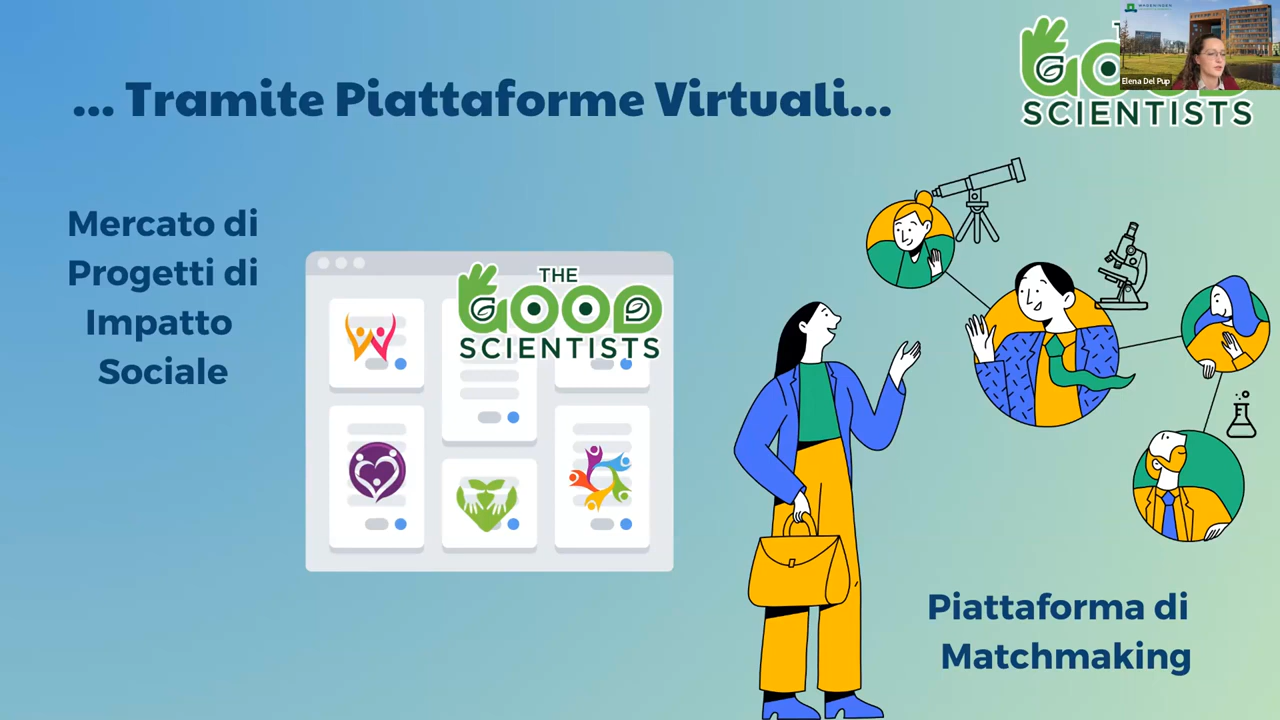 ... Tramite Piattaforme Virtuali...
SCIENTISTS
Elena Del Pup
Mercato di
Progetti di
Impatto
Sociale
THE
GOOD
SCIENTISTS
Piattaforma di
Matchmaking